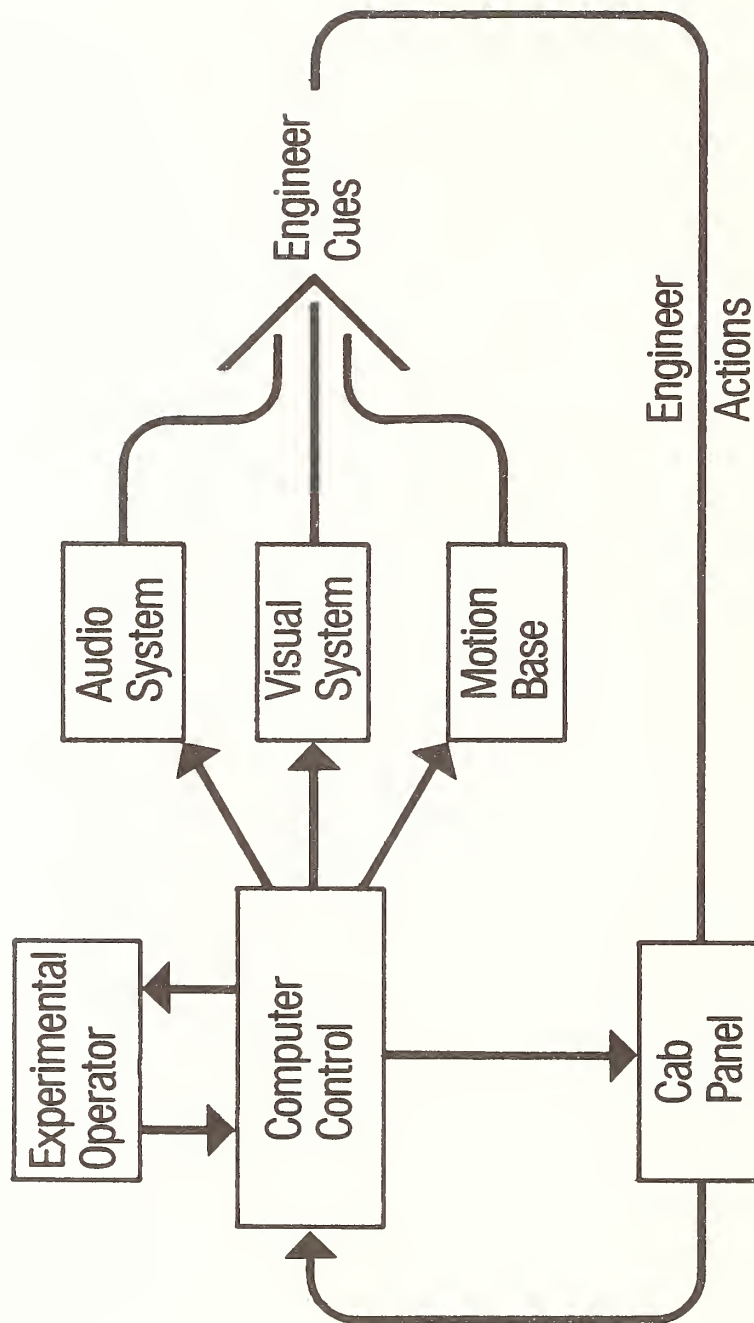 Experimental
Operator
Computer
Control
Audio
System
Visual
System
Motion
Base
Engineer
Cues
Cab
Panel
Engineer
Actions